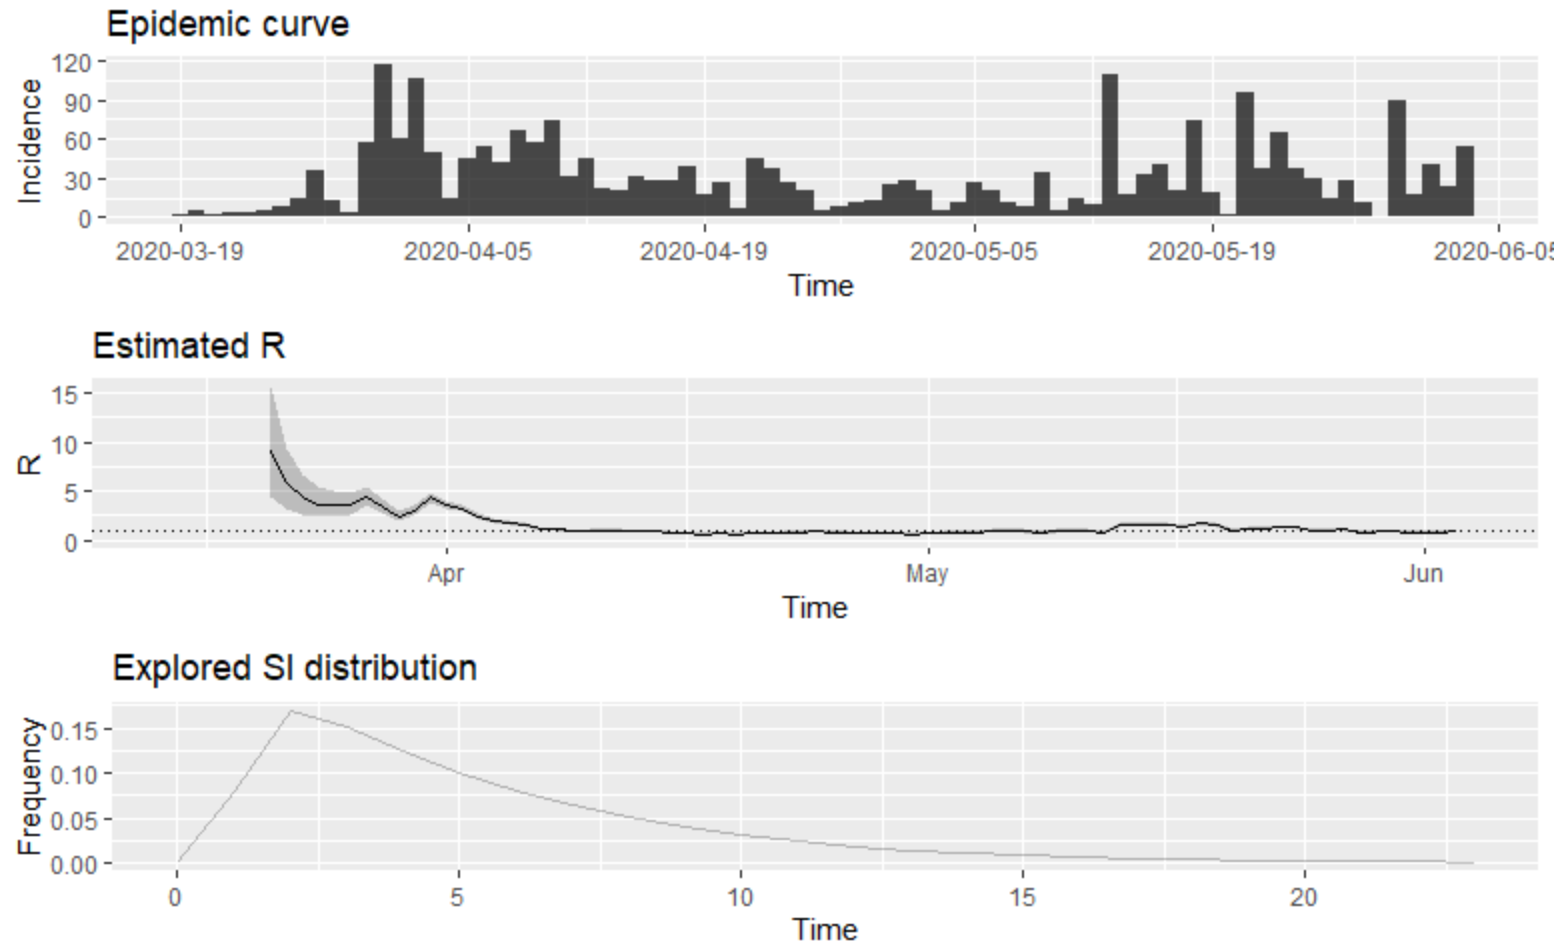 Epidemic curve
Incidence
120
90
60
30
0
2020-03-19 2020-04-05 2020-04-19 2020-05-05 2020-05-19 2020-06-05
Time
Estimated R
R
15
10
5
0
Apr May Jun
Time
Explored SI distribution
Frequency
0.15
0.10
0.05
0.00
0 5 10 15 20
Time